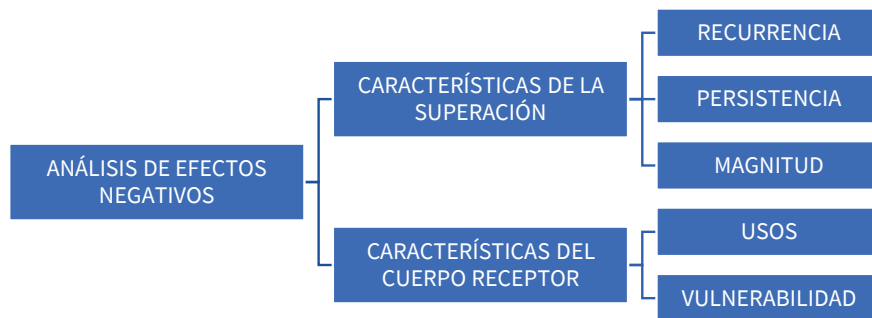 ANÁLISIS DE EFECTOS
NEGATIVOS
CARACTERÍSTICAS DE LA
SUPERACIÓN
RECURRENCIA
PERSISTENCIA
MAGNITUD
CARACTERÍSTICAS DEL
CUERPO RECEPTOR
USOS
VULNERABILIDAD